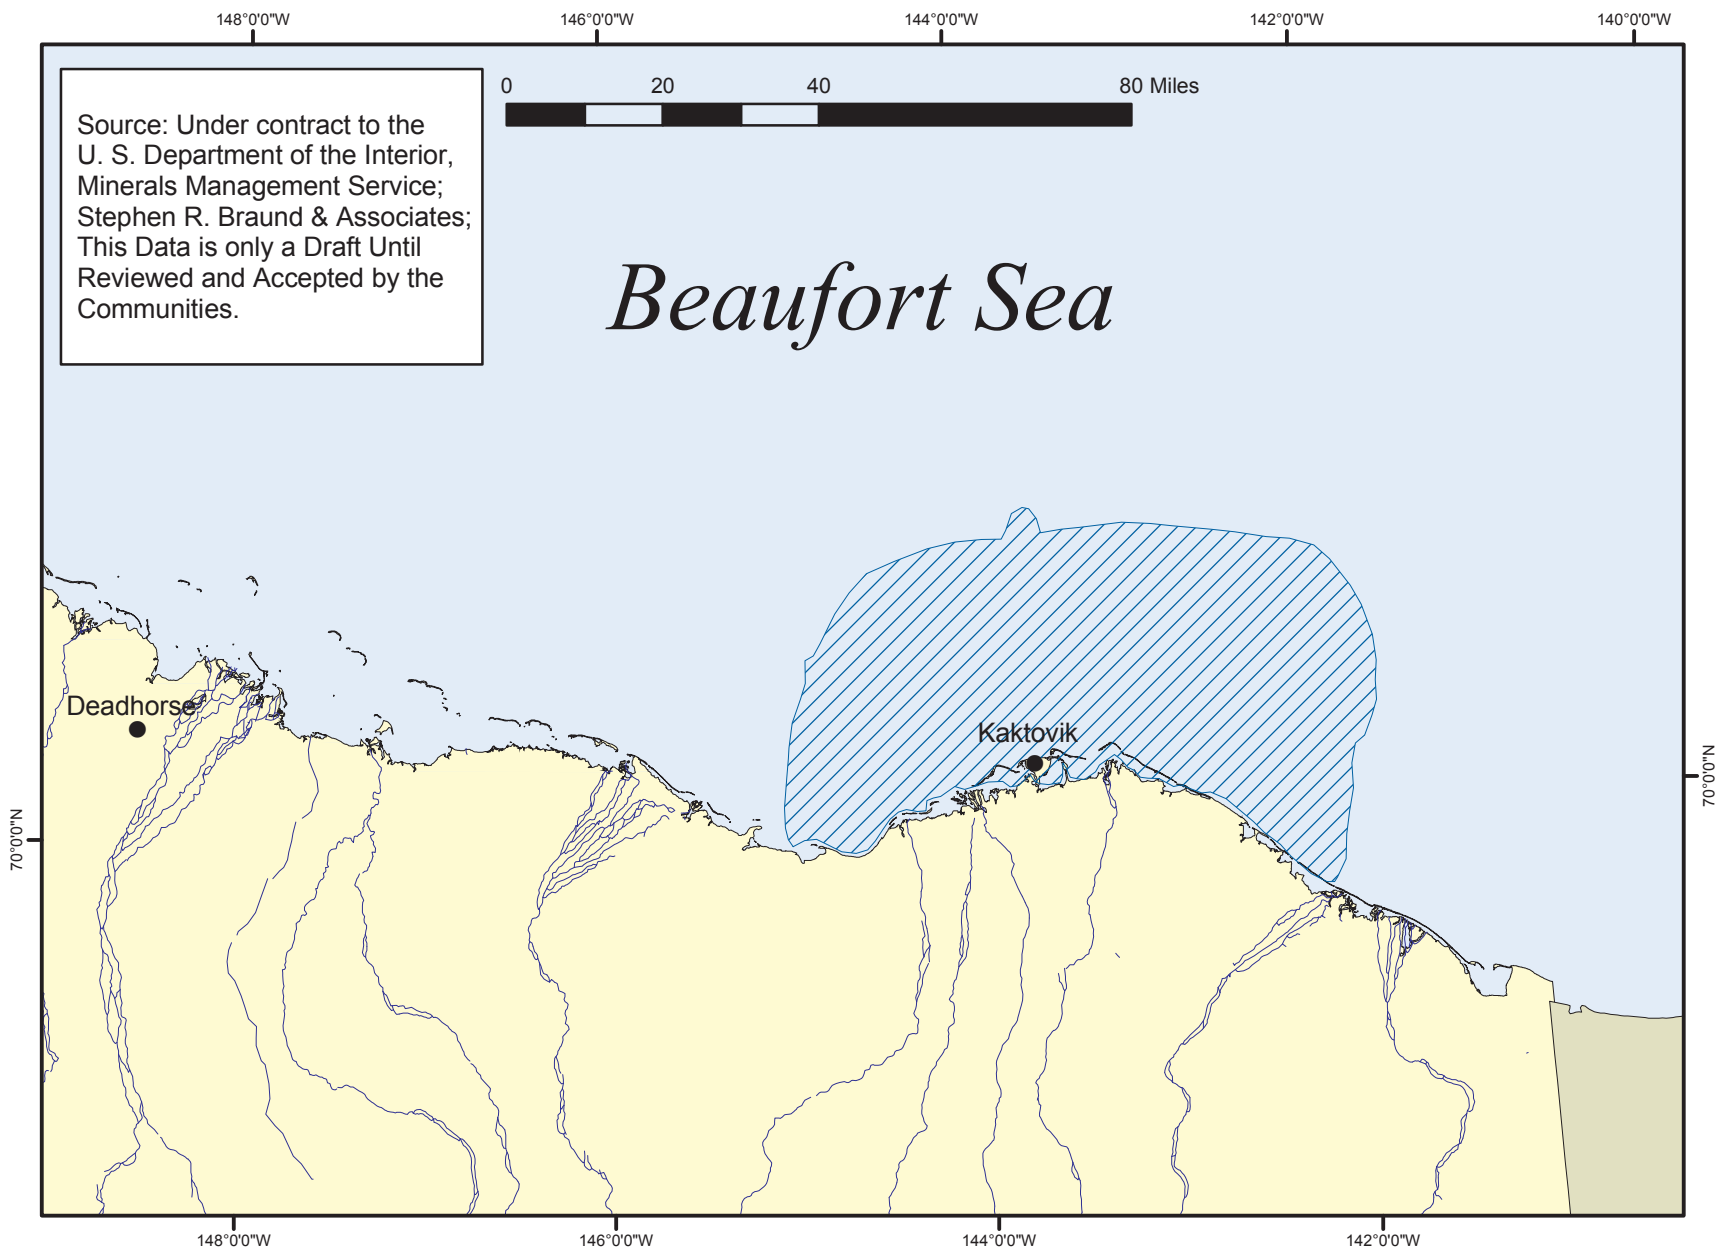 148°0'0"W
146°0'0"W
144°0'0"W
142°0'0"W
140°0'0"W
0
20
40
80 Miles
Source: Under contract to the
U. S. Department of the Interior,
Minerals Management Service;
Stephen R. Braund & Associates;
This Data is only a Draft Until
Reviewed and Accepted by the
Communities.
Beaufort Sea
Deadhorse
Kaktovik
70°0'0"N
70°0'0"N
148°0'0"W
146°0'0"W
144°0'0"W
142°0'0"W